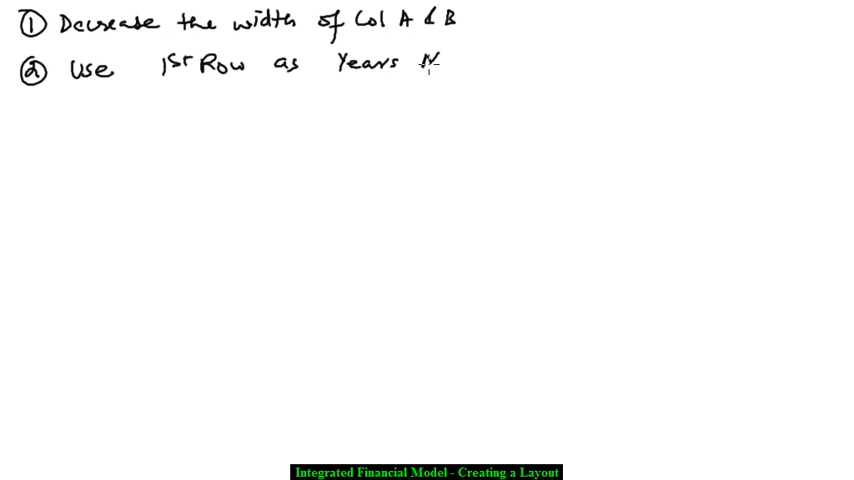 ① Decrease the width of Col A & B
② Use 1st Row as Years N
Integrated Financial Model - Creating a Layout